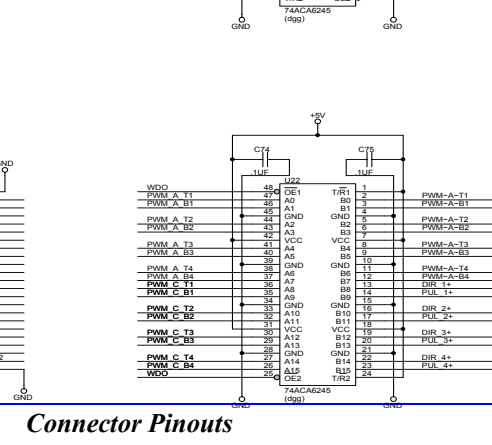 74ACA6245
(dgg)
GND
GND
+5V
GND
C74
C75
.1UF
.1UF
U22
WDO 48 OE1 T/R1 1
PWM_A_T1 47 A0 B0 2 PWM-A-T1
PWM_A_B1 46 A1 B1 3 PWM-A-B1
45 GND GND 4
PWM_A_T2 44 A2 B2 5 PWM-A-T2
PWM_A_B2 43 A3 B3 6 PWM-A-B2
42 VCC VCC 7
PWM_A_T3 41 A4 B4 8 PWM-A-T3
PWM_A_B3 40 A5 B5 9 PWM-A-B3
39 GND GND 10
PWM_A_T4 38 A6 B6 11 PWM-A-T4
PWM_A_B4 37 A7 B7 12 PWM-A-B4
PWM_C_T1 36 A8 B8 13 DIR_1+
PWM_C_B1 35 A9 B9 14 PUL_1+
34 GND GND 15
PWM_C_T2 33 A10 B10 16 DIR_2+
PWM_C_B2 32 A11 B11 17 PUL_2+
31 VCC VCC 18
PWM_C_T3 30 A12 B12 19 DIR_3+
PWM_C_B3 29 A13 B13 20 PUL_3+
28 GND GND 21
PWM_C_T4 27 A14 B14 22 DIR_4+
PWM_C_B4 26 A15 B15 23 PUL_4+
WDO 25 OE2 T/R2 24
74ACA6245
(dgg)
GND
GND
GND
Connector Pinouts